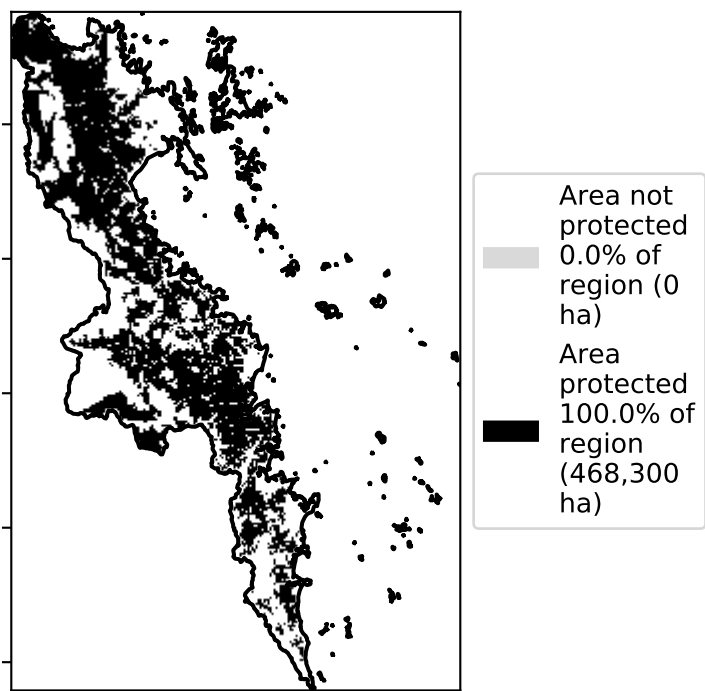 Area not
protected
0.0% of
region (0
ha)
Area
protected
100.0% of
region
(468,300
ha)